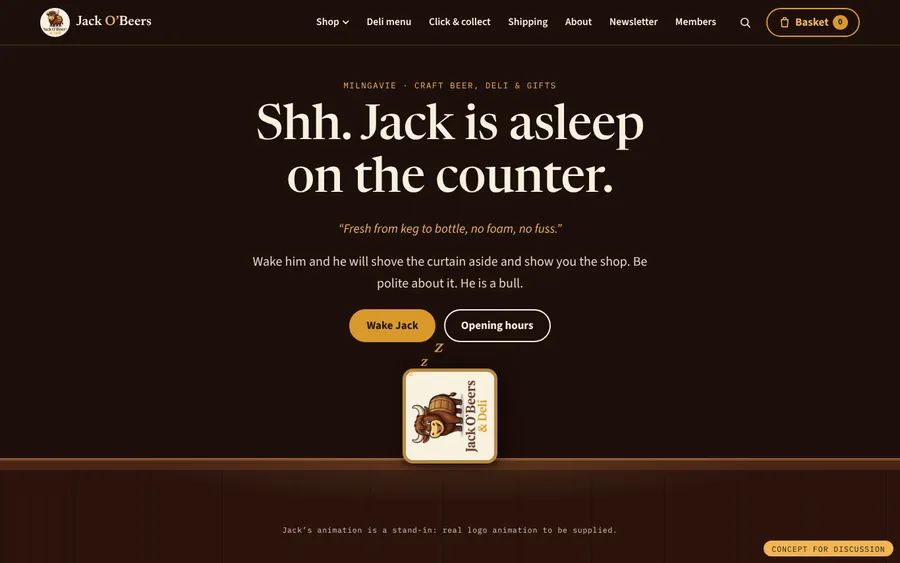 Jack O'Beers
Shop
Deli menu
Click & collect
Shipping
About
Newsletter
Members
Basket 0
MILNGAVIE · CRAFT BEER, DELI & GIFTS
Shh. Jack is asleep
on the counter.
“Fresh from keg to bottle, no foam, no fuss.”
Wake him and he will shove the curtain aside and show you the shop. Be
polite about it. He is a bull.
Wake Jack
Opening hours
Z
z
Jack O'Beers
& Deli
Jack’s animation is a stand-in: real logo animation to be supplied.
CONCEPT FOR DISCUSSION